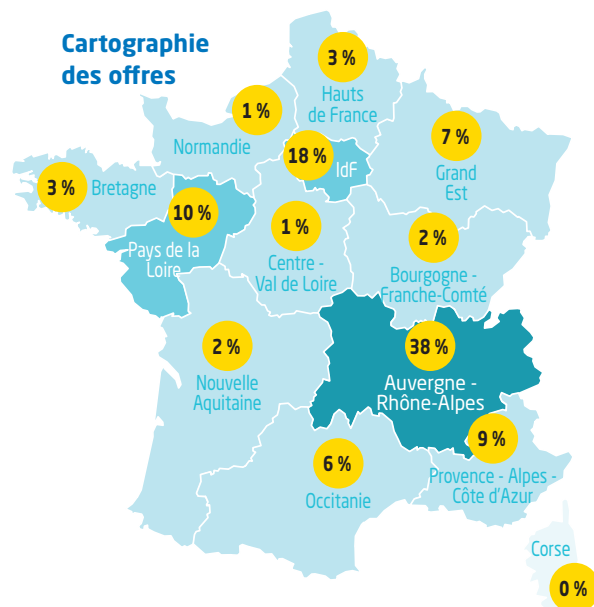 Cartographie
des offres
3 %
Hauts
de France
1 %
Normandie
18 %
IdF
7 %
Grand
Est
3 %
Bretagne
10 %
Pays de la
Loire
1 %
Centre -
Val de Loire
2 %
Bourgogne -
Franche-Comté
2 %
Nouvelle
Aquitaine
38 %
Auvergne -
Rhône-Alpes
9 %
Provence - Alpes -
Côte d'Azur
6 %
Occitanie
Corse
0 %